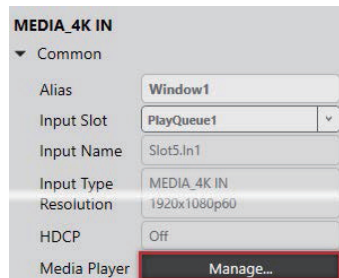 MEDIA_4K IN
Common
Alias Window1
Input Slot PlayQueue1
Input Name Slot5.In1
Input Type MEDIA_4K IN
Resolution 1920x1080p60
HDCP Off
Media Player Manage...